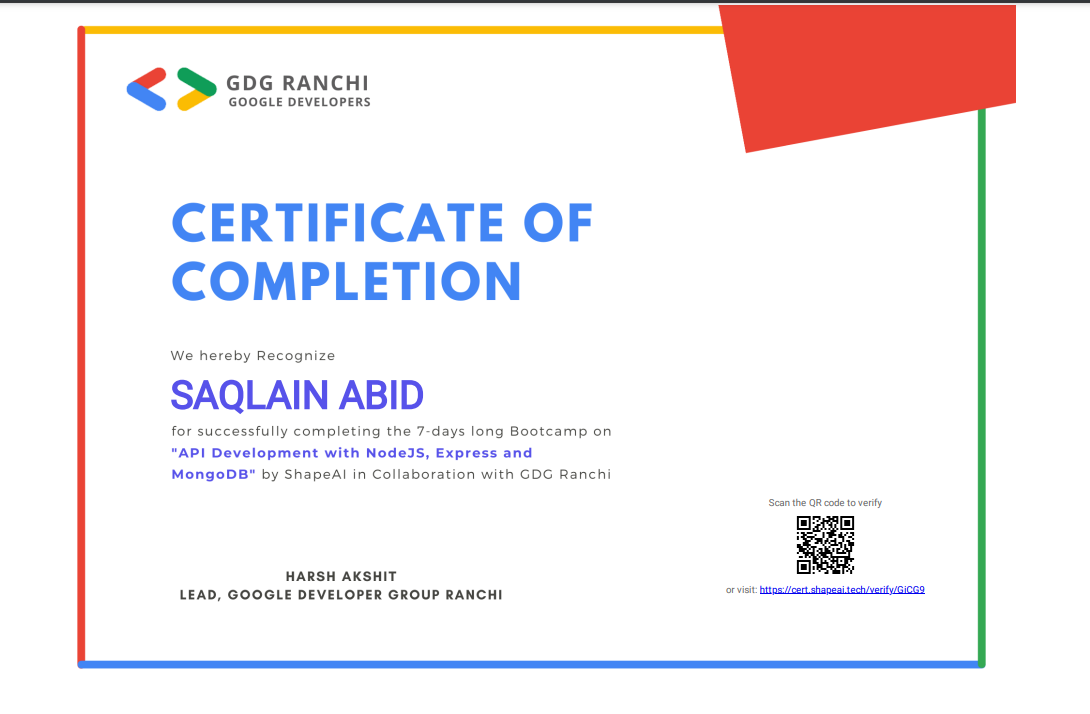 GDG RANCHI
GOOGLE DEVELOPERS
CERTIFICATE OF
COMPLETION
We hereby Recognize
SAQLAIN ABID
for successfully completing the 7-days long Bootcamp on
"API Development with NodeJS, Express and
MongoDB" by ShapeAI in Collaboration with GDG Ranchi
Scan the QR code to verify
HARSH AKSHIT
LEAD, GOOGLE DEVELOPER GROUP RANCHI
or visit: https://cert.shapeai.tech/verify/GiCG9